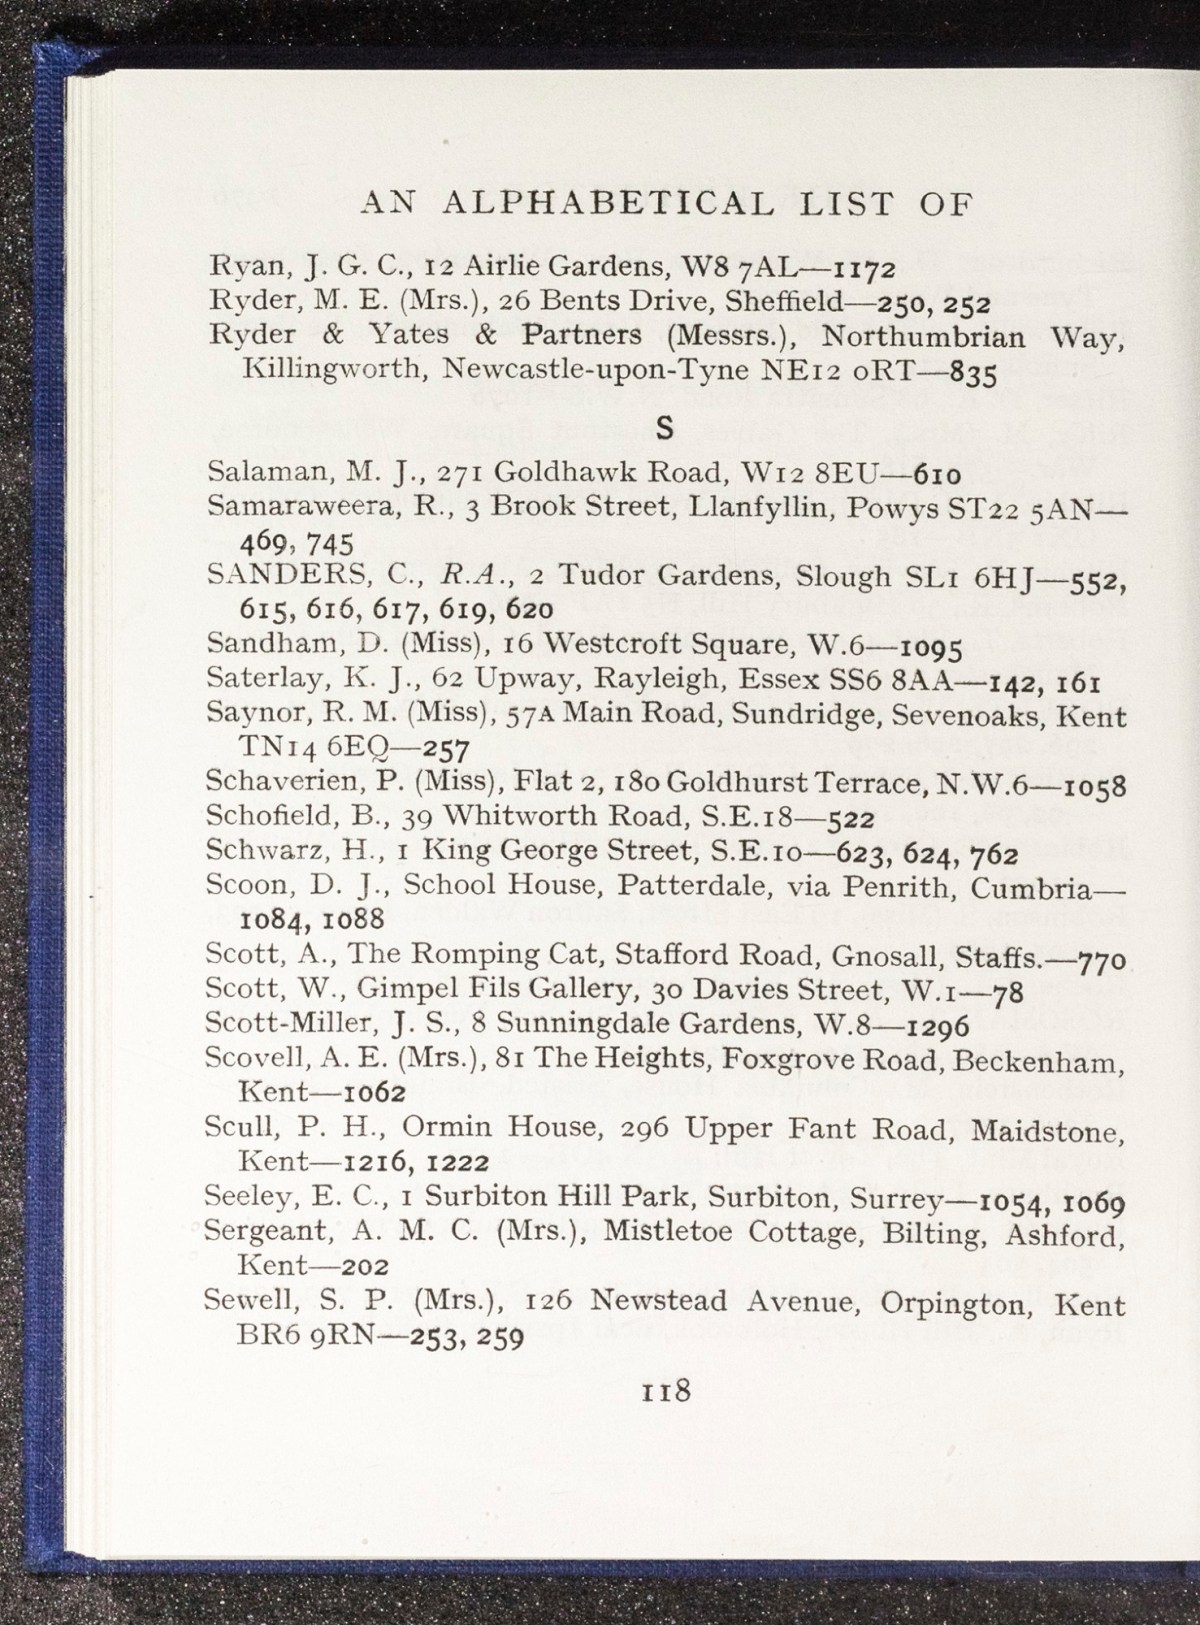 AN ALPHABETICAL LIST OF
Ryan, J. G. C., 12 Airlie Gardens, W8 7AL—1172
Ryder, M. E. (Mrs.), 26 Bents Drive, Sheffield—250, 252
Ryder & Yates & Partners (Messrs.), Northumbrian Way,
Killingworth, Newcastle-upon-Tyne NE12 0RT—835
S
Salaman, M. J., 271 Goldhawk Road, W12 8EU—610
Samaraweera, R., 3 Brook Street, Llanfyllin, Powys ST22 5AN—
469, 745
SANDERS, C., R.A., 2 Tudor Gardens, Slough SL1 6HJ—552,
615, 616, 617, 619, 620
Sandham, D. (Miss), 16 Westcroft Square, W.6—1095
Saterlay, K. J., 62 Upway, Rayleigh, Essex SS6 8AA—142, 161
Saynor, R. M. (Miss), 57A Main Road, Sundridge, Sevenoaks, Kent
TN14 6EQ—257
Schaverien, P. (Miss), Flat 2, 180 Goldhurst Terrace, N.W.6—1058
Schofield, B., 39 Whitworth Road, S.E.18—522
Schwarz, H., 1 King George Street, S.E.10—623, 624, 762
Scoon, D. J., School House, Patterdale, via Penrith, Cumbria—
1084, 1088
Scott, A., The Romping Cat, Stafford Road, Gnosall, Staffs.—770
Scott, W., Gimpel Fils Gallery, 30 Davies Street, W.1—78
Scott-Miller, J. S., 8 Sunningdale Gardens, W.8—1296
Scovell, A. E. (Mrs.), 81 The Heights, Foxgrove Road, Beckenham,
Kent—1062
Scull, P. H., Ormin House, 296 Upper Fant Road, Maidstone,
Kent—1216, 1222
Seeley, E. C., 1 Surbiton Hill Park, Surbiton, Surrey—1054, 1069
Sergeant, A. M. C. (Mrs.), Mistletoe Cottage, Bilting, Ashford,
Kent—202
Sewell, S. P. (Mrs.), 126 Newstead Avenue, Orpington, Kent
BR6 9RN—253, 259
118